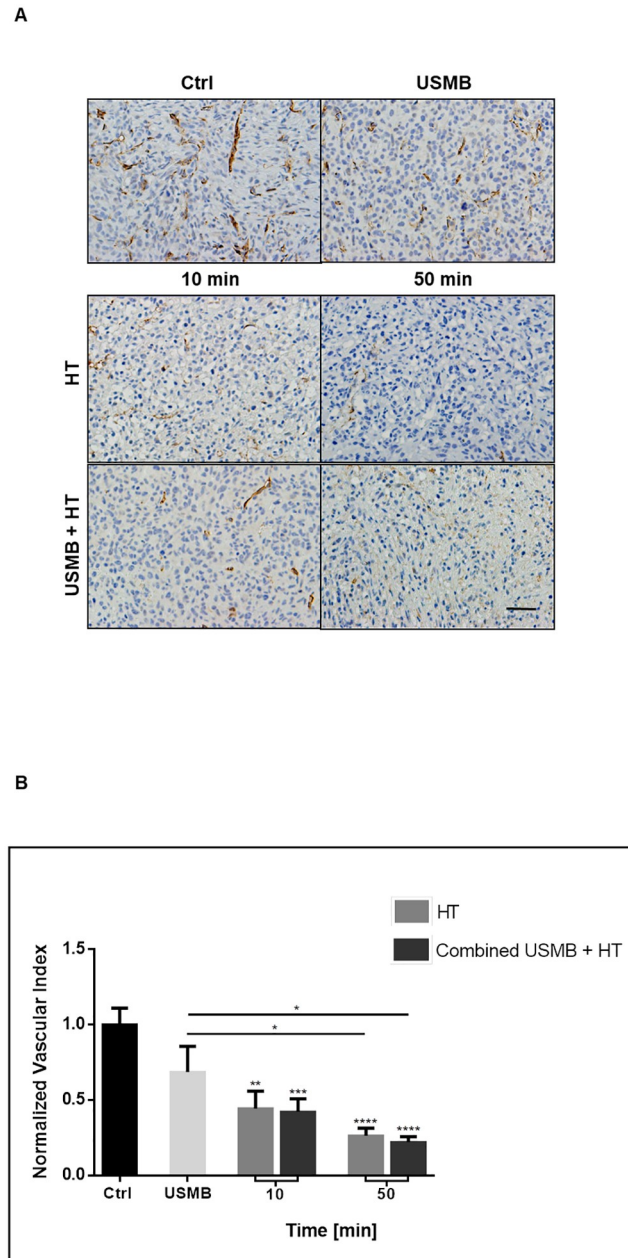 A
Ctrl USMB
10 min 50 min
HT
USMB + HT
B
HT
Combined USMB + HT
Normalized Vascular Index
1.5
1.0
0.5
0.0
*
*
** *** **** ****
Ctrl USMB 10 50
Time [min]